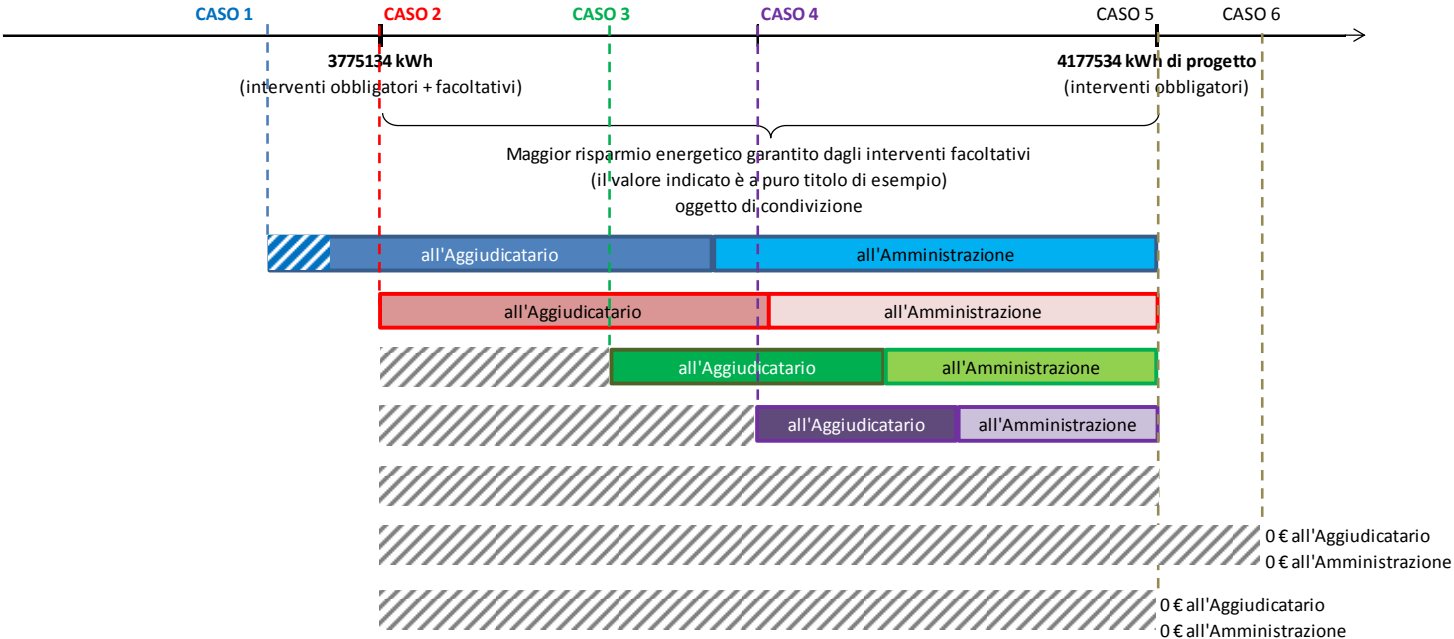 CASO 1 CASO 2 CASO 3 CASO 4 CASO 5 CASO 6
3775134 kWh 4177534 kWh di progetto
(interventi obbligatori + facoltativi) (interventi obbligatori)
Maggior risparmio energetico garantito dagli interventi facoltativi
(il valore indicato è a puro titolo di esempio)
oggetto di condivizione
all'Aggiudicatario all'Amministrazione
all'Aggiudicatario all'Amministrazione
all'Aggiudicatario all'Amministrazione
all'Aggiudicatario all'Amministrazione
0 € all'Aggiudicatario
0 € all'Amministrazione
0 € all'Aggiudicatario
0 € all'Amministrazione